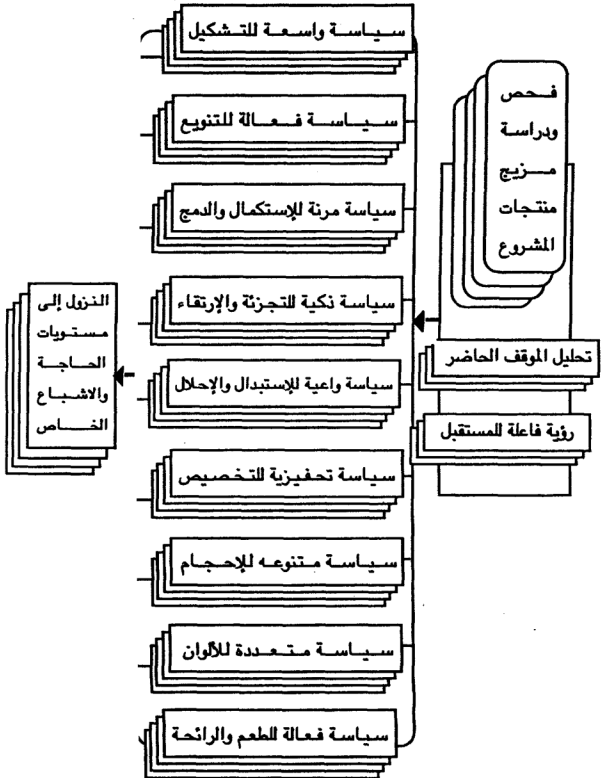 فحص
ودراسة
مزيج
منتجات
المشروع
تحليل الموقف الحاضر
رؤية فاعلة للمستقبل
سياسة واسعة للتشكيل
سياسة فعالة للتنويع
سياسة مرنة للإستكمال والدمج
سياسة ذكية للتجزئة والإرتقاء
سياسة واعية للإستبدال والإحلال
سياسة تحفيزية للتخصيص
سياسة متنوعه للإحجام
سياسة متعددة للألوان
سياسة فعالة للطعم والرائحة
النزول إلى
مستويات
الحاجة
والاشباع
الخاص